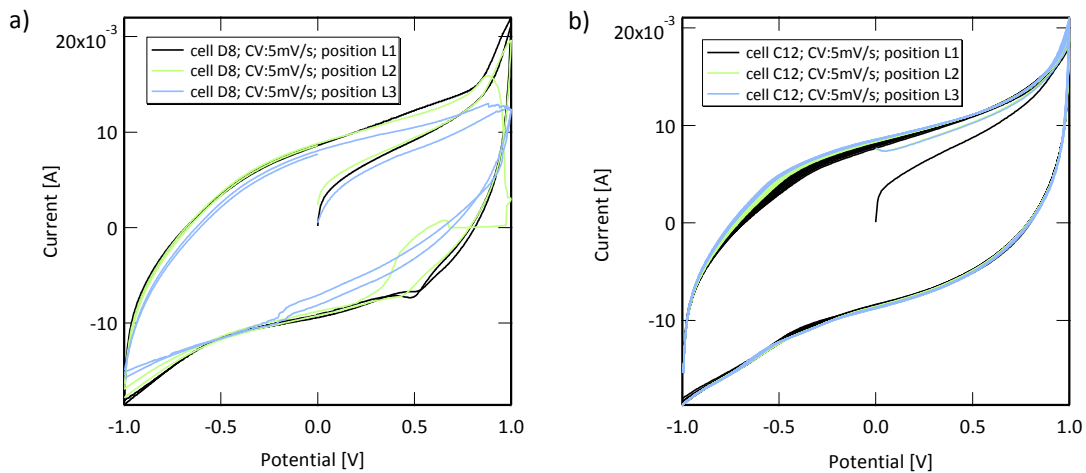 a)
20x10-3
cell D8; CV:5mV/s; position L1
cell D8; CV:5mV/s; position L2
cell D8; CV:5mV/s; position L3
10
0
-10
Current [A]
-1.0 -0.5 0.0 0.5 1.0
Potential [V]
b)
20x10-3
cell C12; CV:5mV/s; position L1
cell C12; CV:5mV/s; position L2
cell C12; CV:5mV/s; position L3
10
0
-10
Current [A]
-1.0 -0.5 0.0 0.5 1.0
Potential [V]